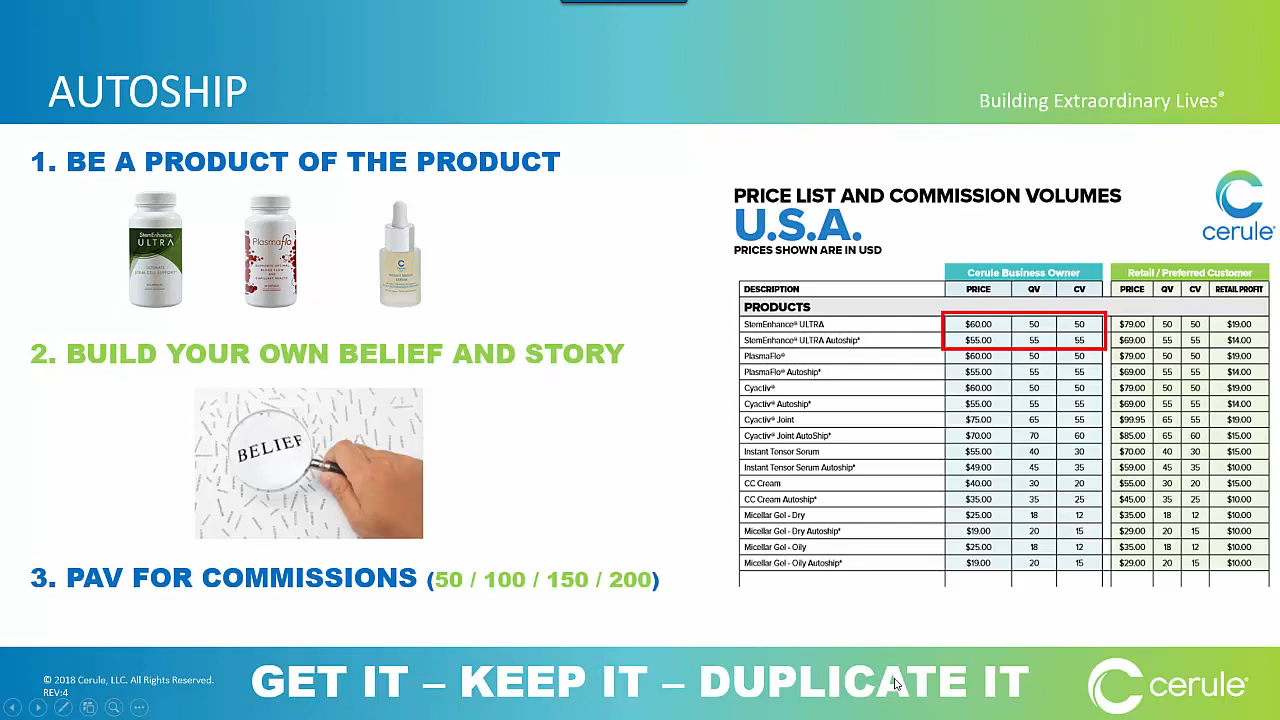 AUTOSHIP
Building Extraordinary Lives®
1. BE A PRODUCT OF THE PRODUCT
StemEnhance
ULTRA
Plasmaflo
2. BUILD YOUR OWN BELIEF AND STORY
BELIEF
3. PAV FOR COMMISSIONS (50 / 100 / 150 / 200)
PRICE LIST AND COMMISSION VOLUMES
U.S.A.
PRICES SHOWN ARE IN USD
cerule
Cerule Business Owner Retail / Preferred Customer
DESCRIPTION PRICE QV CV PRICE QV CV RETAIL PROFIT
PRODUCTS
StemEnhance® ULTRA $60.00 50 50 $79.00 50 50 $19.00
StemEnhance® ULTRA Autoship* $55.00 55 55 $69.00 55 55 $14.00
PlasmaFlo® $60.00 50 50 $79.00 50 50 $19.00
PlasmaFlo® Autoship* $55.00 55 55 $69.00 55 55 $14.00
Cyactiv® $60.00 50 50 $79.00 50 50 $19.00
Cyactiv® Autoship* $55.00 55 55 $69.00 55 55 $14.00
Cyactiv® Joint $75.00 65 55 $99.95 65 55 $19.00
Cyactiv® Joint AutoShip* $70.00 70 60 $85.00 65 60 $15.00
Instant Tensor Serum $55.00 40 30 $70.00 40 30 $15.00
Instant Tensor Serum Autoship* $49.00 45 35 $59.00 45 35 $10.00
CC Cream $40.00 30 20 $55.00 30 20 $15.00
CC Cream Autoship* $35.00 35 25 $45.00 35 25 $10.00
Micellar Gel - Dry $25.00 18 12 $35.00 18 12 $10.00
Micellar Gel - Dry Autoship* $19.00 20 15 $29.00 20 15 $10.00
Micellar Gel - Oily $25.00 18 12 $35.00 18 12 $10.00
Micellar Gel - Oily Autoship* $19.00 20 15 $29.00 20 15 $10.00
© 2018 Cerule, LLC. All Rights Reserved.
REV:4
GET IT – KEEP IT – DUPLICATE IT
cerule